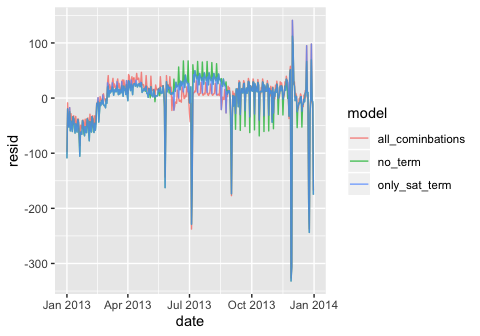 100
0
-100
-200
-300
resid
Jan 2013
Apr 2013
Jul 2013
Oct 2013
Jan 2014
date
model
all_cominbations
no_term
only_sat_term